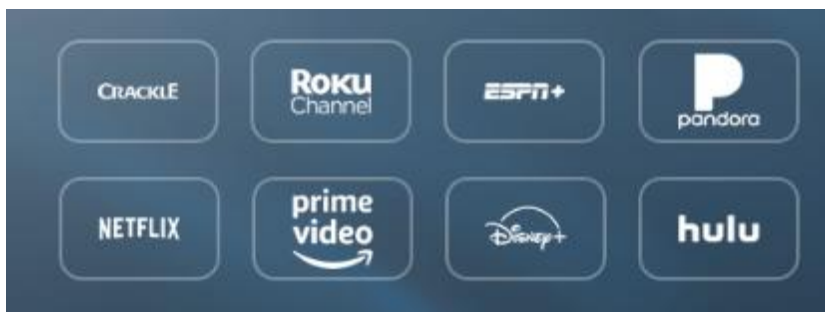 CRACKLE
ROKU
Channel
ESPN+
P
pandora
NETFLIX
prime
video
Disney+
hulu